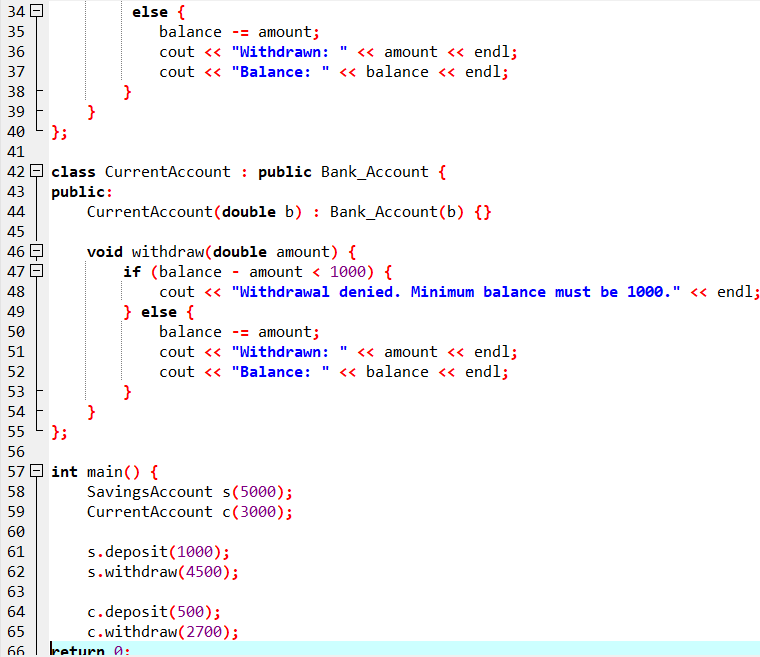 34 else {
35 balance -= amount;
36 cout << "Withdrawn: " << amount << endl;
37 cout << "Balance: " << balance << endl;
38 }
39 }
40 };
41
42 class CurrentAccount : public Bank_Account {
43 public:
44 CurrentAccount(double b) : Bank_Account(b) {}
45
46 void withdraw(double amount) {
47 if (balance - amount < 1000) {
48 cout << "Withdrawal denied. Minimum balance must be 1000." << endl;
49 } else {
50 balance -= amount;
51 cout << "Withdrawn: " << amount << endl;
52 cout << "Balance: " << balance << endl;
53 }
54 }
55 };
56
57 int main() {
58 SavingsAccount s(5000);
59 CurrentAccount c(3000);
60
61 s.deposit(1000);
62 s.withdraw(4500);
63
64 c.deposit(500);
65 c.withdraw(2700);
66 return 0;